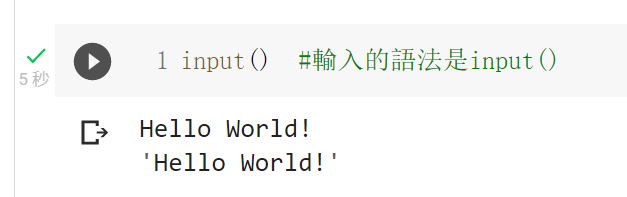 1 input()  #輸入的語法是input()
5 秒
Hello World!
'Hello World!'